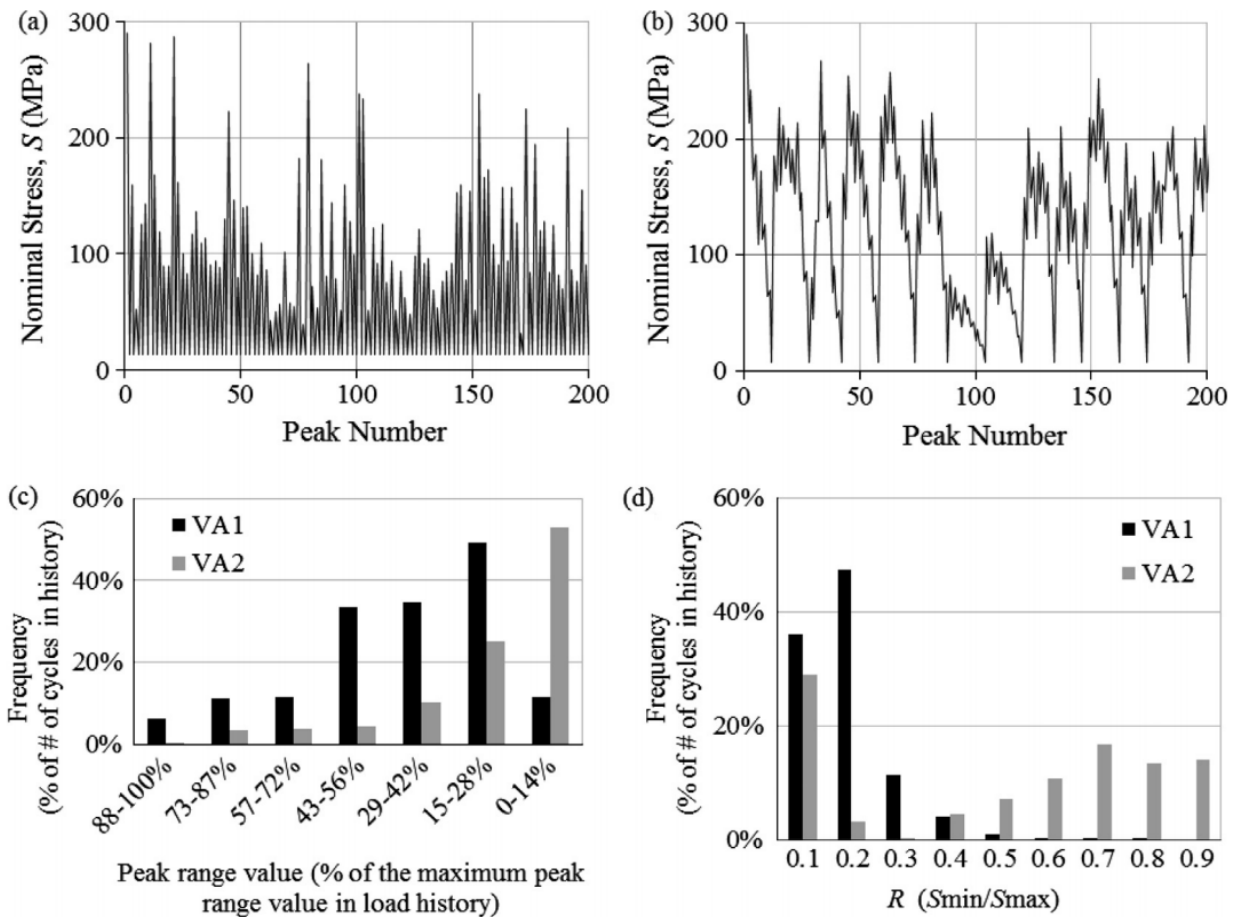 (a)
300
200
100
0
Nominal Stress, S (MPa)
0
50
100
150
200
Peak Number
(b)
300
200
100
0
Nominal Stress, S (MPa)
0
50
100
150
200
Peak Number
(c)
60%
40%
20%
0%
Frequency
(% of # of cycles in history)
VA1
VA2
88-100%
73-87%
57-72%
43-56%
29-42%
15-28%
0-14%
Peak range value (% of the maximum peak
range value in load history)
(d)
60%
40%
20%
0%
Frequency
(% of # of cycles in history)
VA1
VA2
0.1 0.2 0.3 0.4 0.5 0.6 0.7 0.8 0.9
R (Smin/Smax)